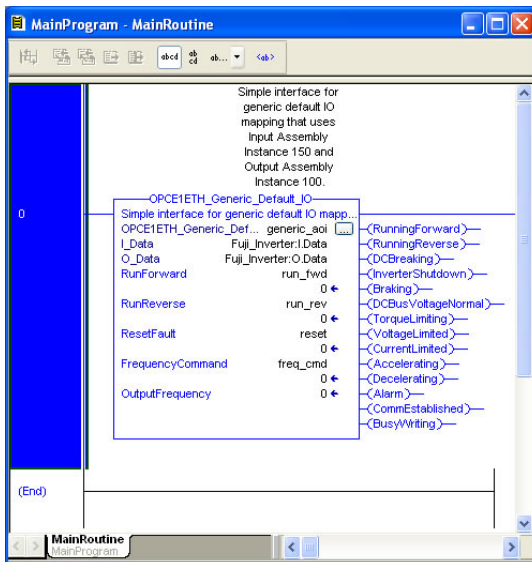 MainProgram - MainRoutine
abcd
ab
cd
ab...
<ab>
Simple interface for
generic default IO
mapping that uses
Input Assembly
Instance 150 and
Output Assembly
Instance 100.
OPCE1ETH_Generic_Default_IO
0
Simple interface for generic default IO mapp...
OPCE1ETH_Generic_Def... generic_aoi ...
I_Data Fuji_Inverter:I.Data
O_Data Fuji_Inverter:O.Data
RunForward run_fwd
0
RunReverse run_rev
0
ResetFault reset
0
FrequencyCommand freq_cmd
0
OutputFrequency 0
(RunningForward)
(RunningReverse)
(DCBreaking)
(InverterShutdown)
(Braking)
(DCBusVoltageNormal)
(TorqueLimiting)
(VoltageLimited)
(CurrentLimited)
(Accelerating)
(Decelerating)
(Alarm)
(CommEstablished)
(BusyWriting)
(End)
MainRoutine
MainProgram